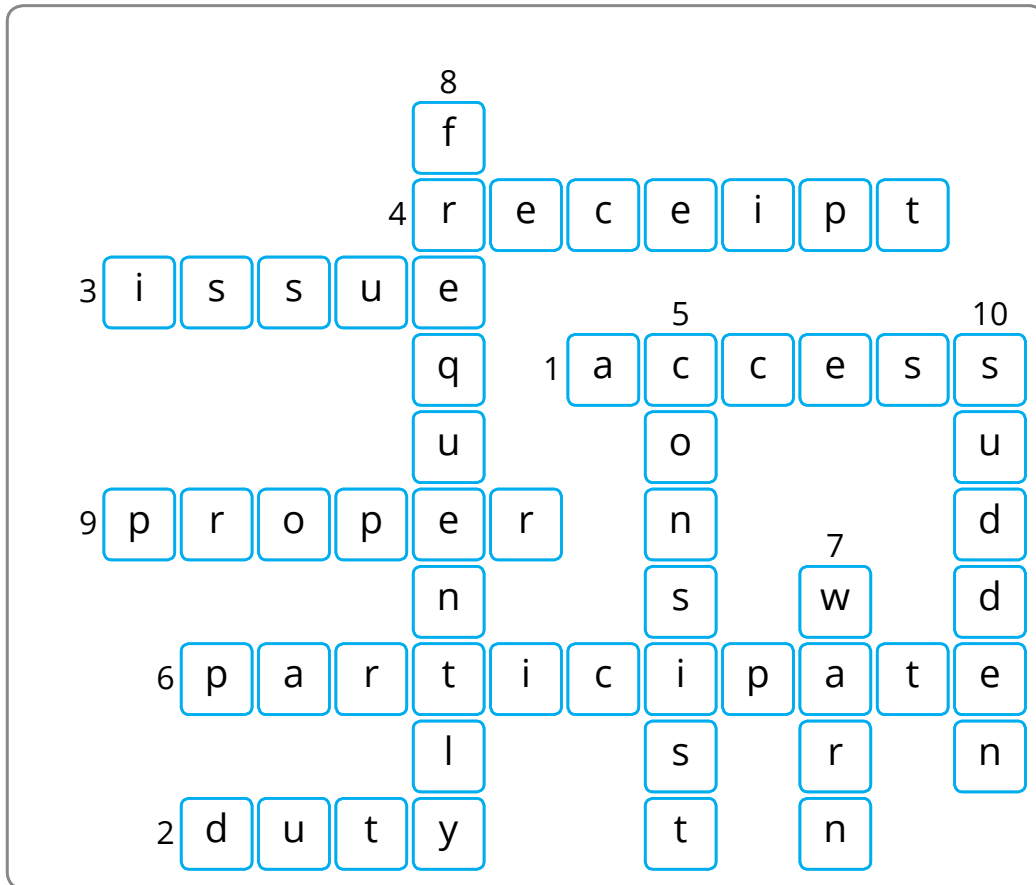 8
f
4 r e c e i p t
3 i s s u e
5 10
q 1 a c c e s s
u o u
9 p r o p e r n d
7
n s w d
6 p a r t i c i p a t e
l s r n
2 d u t y t n